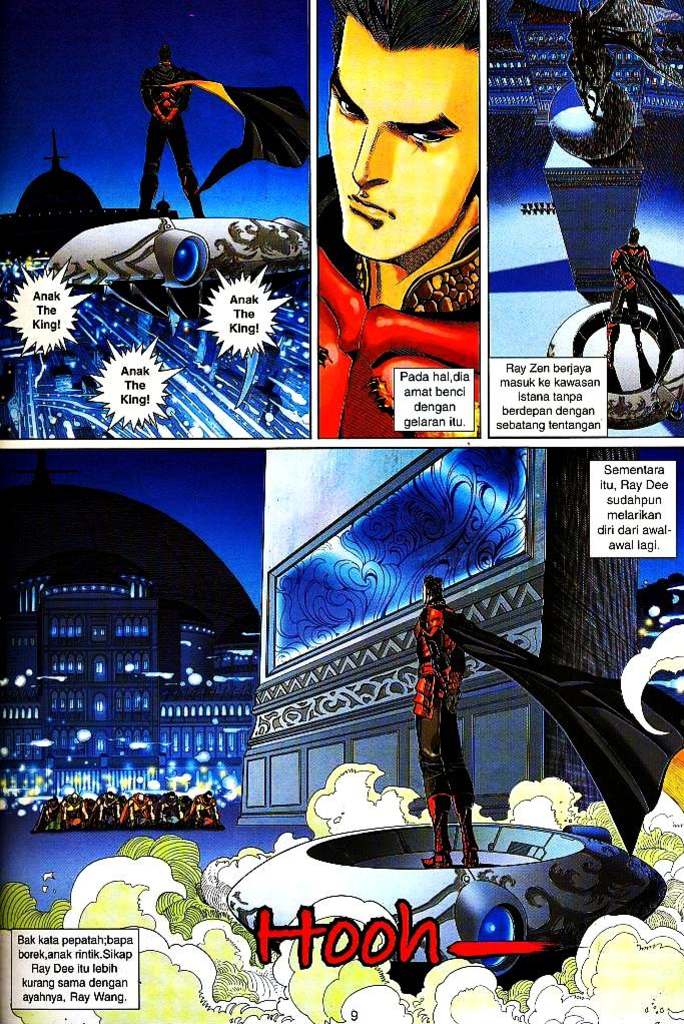 Anak
The
King!
Anak
The
King!
Anak
The
King!
Pada hal,dia
amat benci
dengan
gelaran itu.
Ray Zen berjaya
masuk ke kawasan
Istana tanpa
berdepan dengan
sebatang tentangan
Sementara
itu, Ray Dee
sudahpun
melarikan
diri dari awal-
awal lagi.
Hooh
Bak kata pepatah;bapa
borek,anak rintik.Sikap
Ray Dee itu lebih
kurang sama dengan
ayahnya, Ray Wang.
9